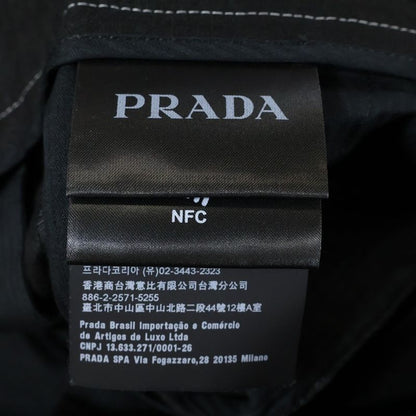 PRADA
NFC
프라다코리아 (유)02-3443-2323
香港商台灣意比有限公司台灣分公司
886-2-2571-5255
臺北市中山區中山北路二段44號12樓A室
Prada Brasil Importação e Comércio
de Artigos de Luxo Ltda
CNPJ 13.633.271/0001-26
PRADA SPA Via Fogazzaro,28 20135 Milano